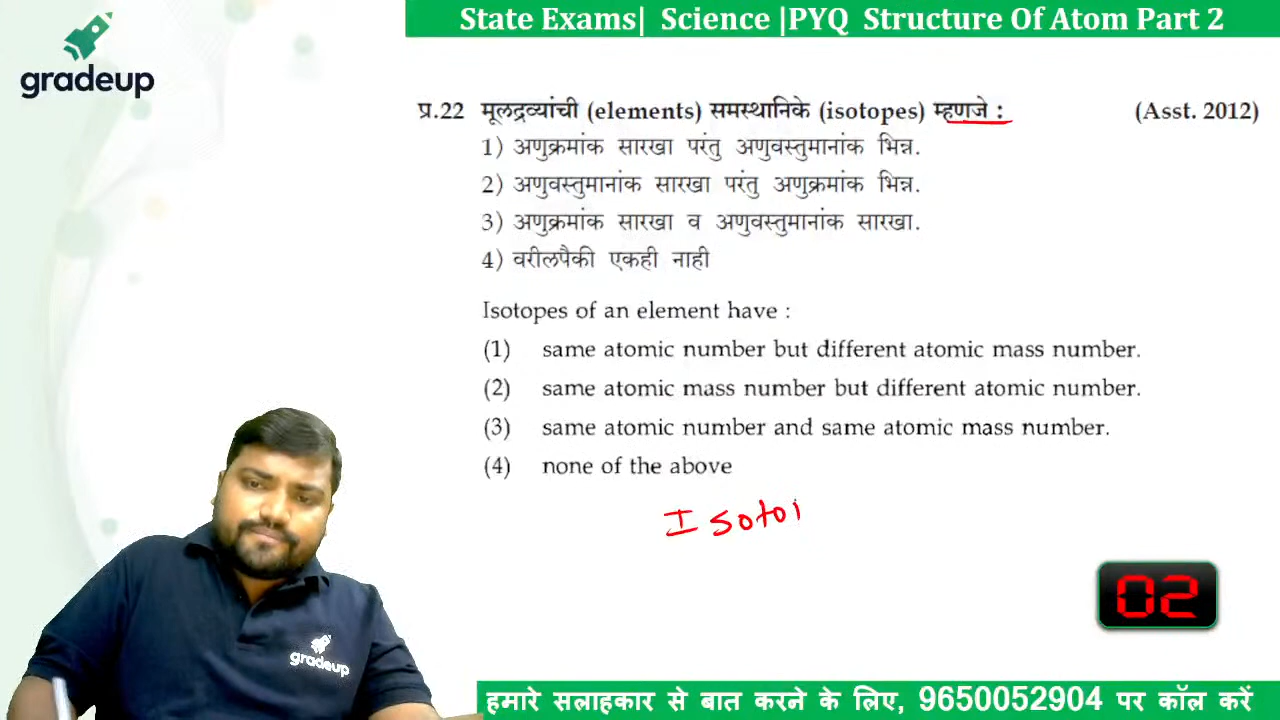 State Exams| Science |PYQ Structure Of Atom Part 2
gradeup
प्र.22 मूलद्रव्यांची (elements) समस्थानिके (isotopes) म्हणजे : (Asst. 2012)
1) अणुक्रमांक सारखा परंतु अणुवस्तुमानांक भिन्न.
2) अणुवस्तुमानांक सारखा परंतु अणुक्रमांक भिन्न.
3) अणुक्रमांक सारखा व अणुवस्तुमानांक सारखा.
4) वरीलपैकी एकही नाही
Isotopes of an element have :
(1) same atomic number but different atomic mass number.
(2) same atomic mass number but different atomic number.
(3) same atomic number and same atomic mass number.
(4) none of the above
Isotoı
02
gradeup
हमारे सलाहकार से बात करने के लिए, 9650052904 पर कॉल करें